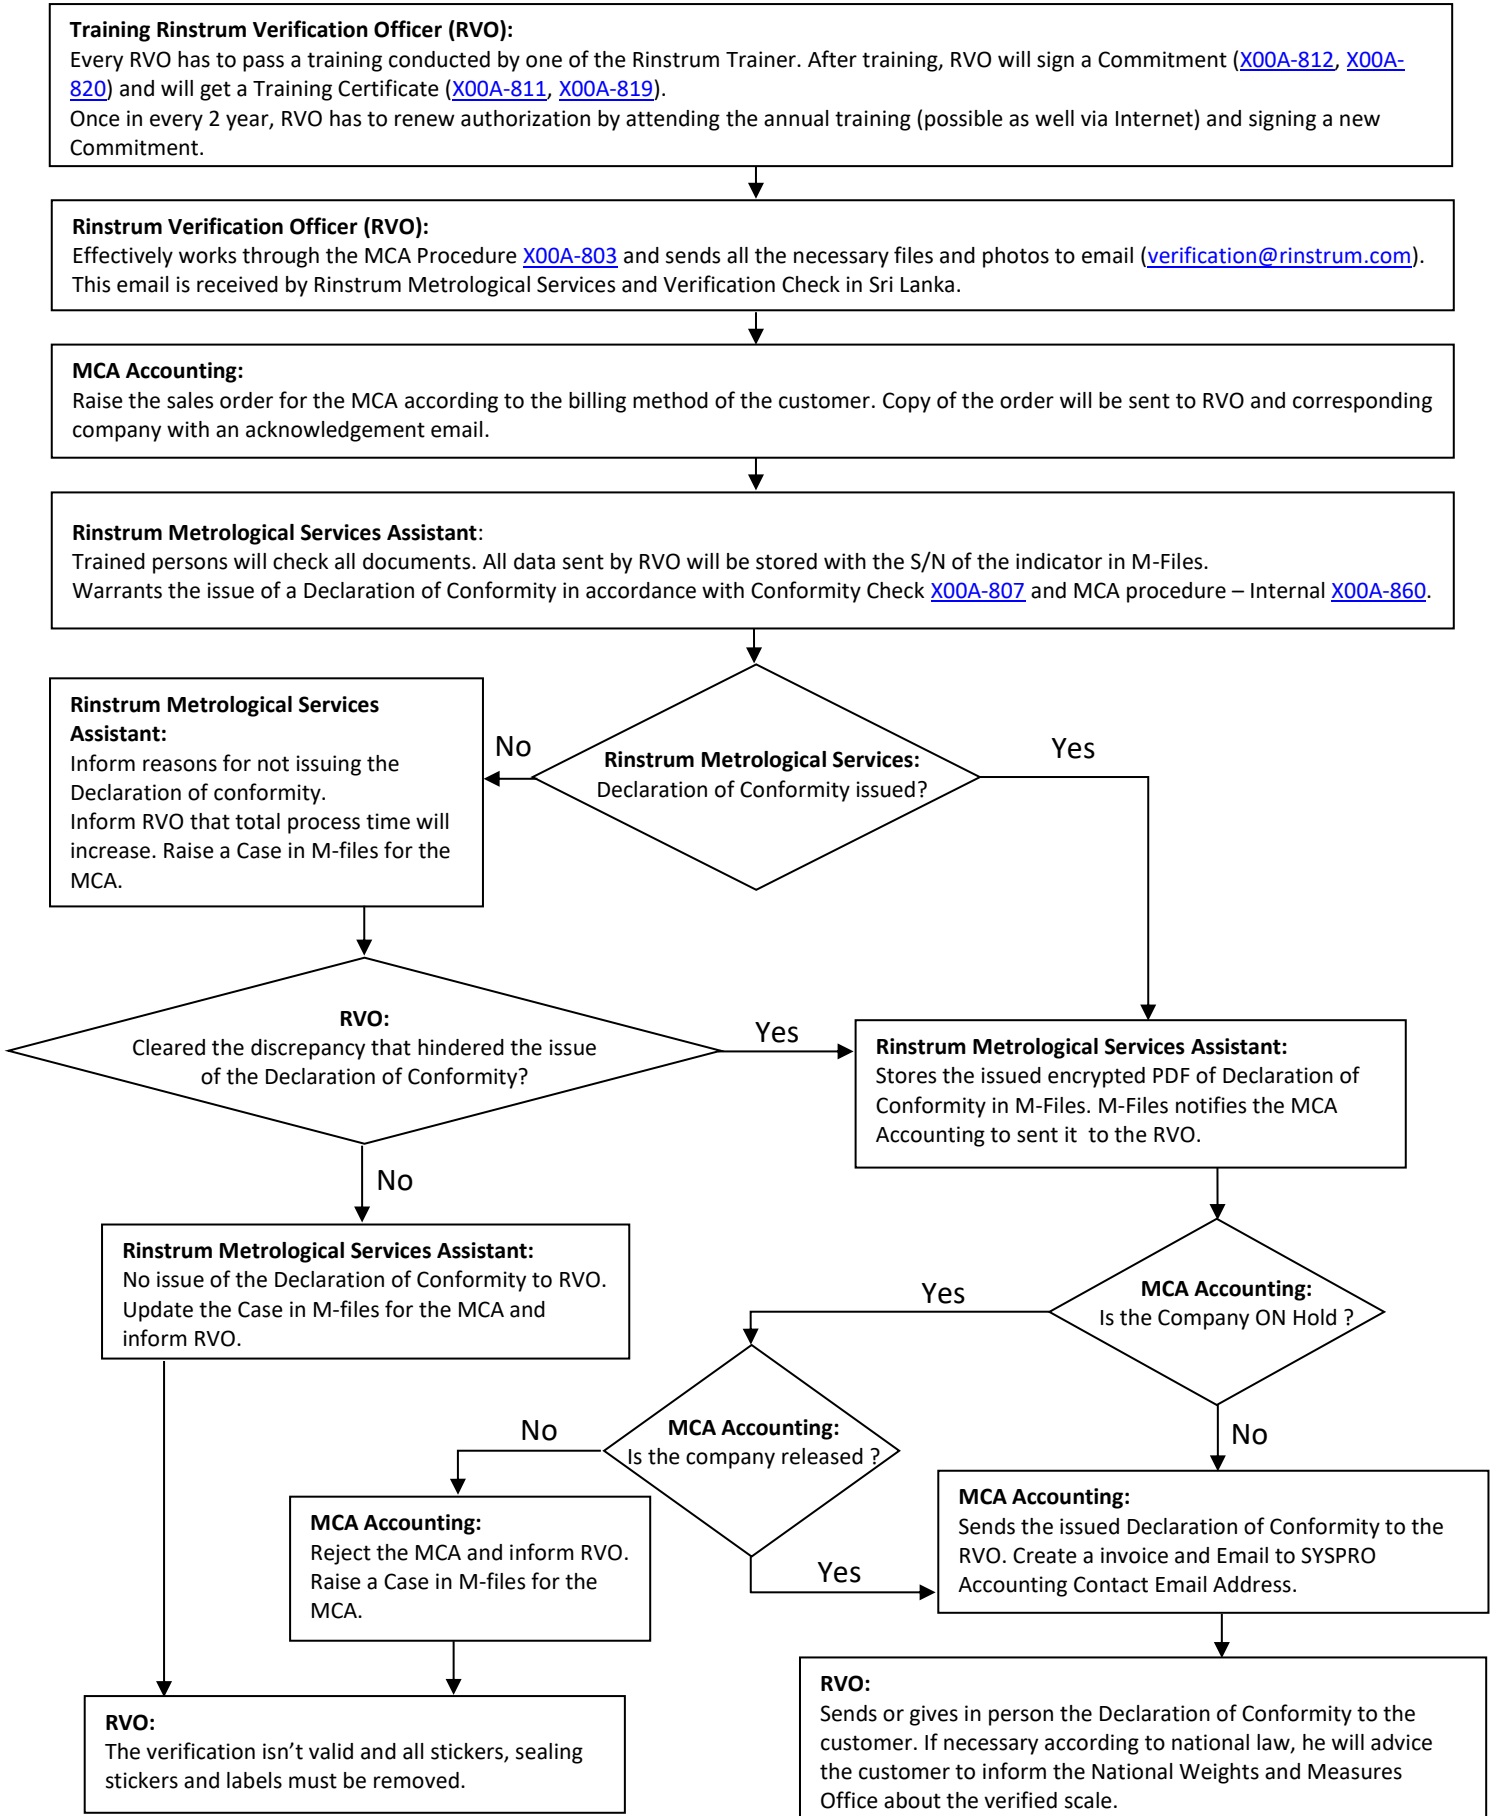 Training Rinstrum Verification Officer (RVO):
Every RVO has to pass a training conducted by one of the Rinstrum Trainer. After training, RVO will sign a Commitment (X00A-812, X00A-
820) and will get a Training Certificate (X00A-811, X00A-819).
Once in every 2 year, RVO has to renew authorization by attending the annual training (possible as well via Internet) and signing a new
Commitment.
Rinstrum Verification Officer (RVO):
Effectively works through the MCA Procedure X00A-803 and sends all the necessary files and photos to email (verification@rinstrum.com).
This email is received by Rinstrum Metrological Services and Verification Check in Sri Lanka.
MCA Accounting:
Raise the sales order for the MCA according to the billing method of the customer. Copy of the order will be sent to RVO and corresponding
company with an acknowledgement email.
Rinstrum Metrological Services Assistant:
Trained persons will check all documents. All data sent by RVO will be stored with the S/N of the indicator in M-Files.
Warrants the issue of a Declaration of Conformity in accordance with Conformity Check X00A-807 and MCA procedure – Internal X00A-860.
Rinstrum Metrological Services:
Declaration of Conformity issued?
No
Yes
Rinstrum Metrological Services
Assistant:
Inform reasons for not issuing the
Declaration of conformity.
Inform RVO that total process time will
increase. Raise a Case in M-files for the
MCA.
RVO:
Cleared the discrepancy that hindered the issue
of the Declaration of Conformity?
Yes
No
Rinstrum Metrological Services Assistant:
Stores the issued encrypted PDF of Declaration of
Conformity in M-Files. M-Files notifies the MCA
Accounting to sent it  to the RVO.
Rinstrum Metrological Services Assistant:
No issue of the Declaration of Conformity to RVO.
Update the Case in M-files for the MCA and
inform RVO.
MCA Accounting:
Is the Company ON Hold ?
Yes
No
MCA Accounting:
Is the company released ?
No
Yes
MCA Accounting:
Reject the MCA and inform RVO.
Raise a Case in M-files for the
MCA.
MCA Accounting:
Sends the issued Declaration of Conformity to the
RVO. Create a invoice and Email to SYSPRO
Accounting Contact Email Address.
RVO:
The verification isn’t valid and all stickers, sealing
stickers and labels must be removed.
RVO:
Sends or gives in person the Declaration of Conformity to the
customer. If necessary according to national law, he will advice
the customer to inform the National Weights and Measures
Office about the verified scale.